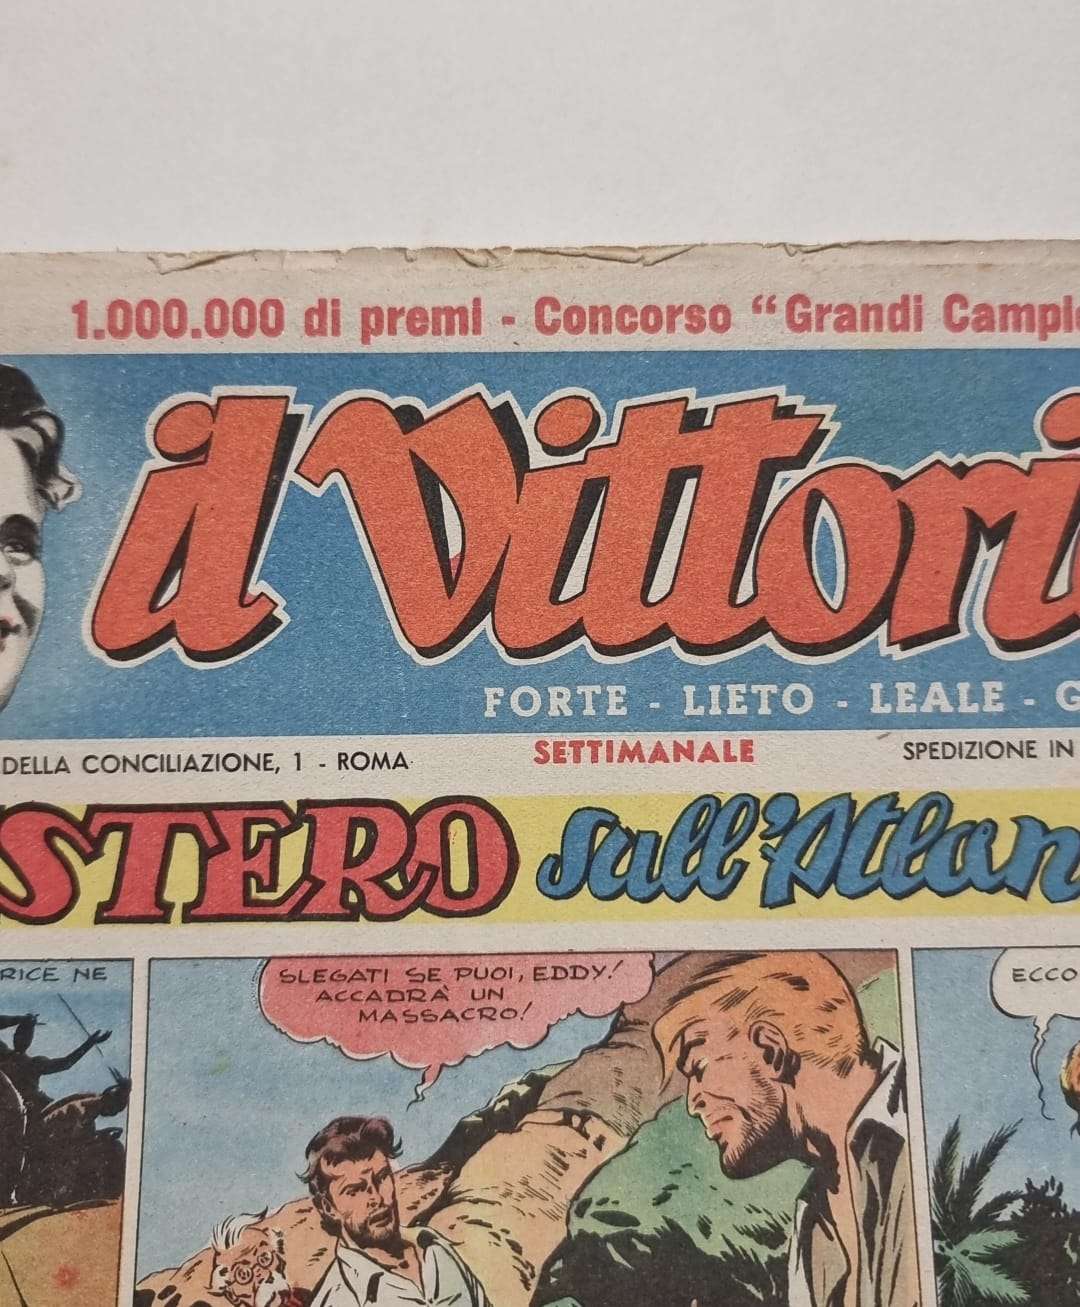 1.000.000 di premi - Concorso “Grandi Campi
il Vittori
FORTE - LIETO - LEALE - G
DELLA CONCILIAZIONE, 1 - ROMA SETTIMANALE SPEDIZIONE IN
STERO sull'Atlan
RICE NE
SLEGATI SE PUOI, EDDY!
ACCADRÀ UN
MASSACRO!
ECCO